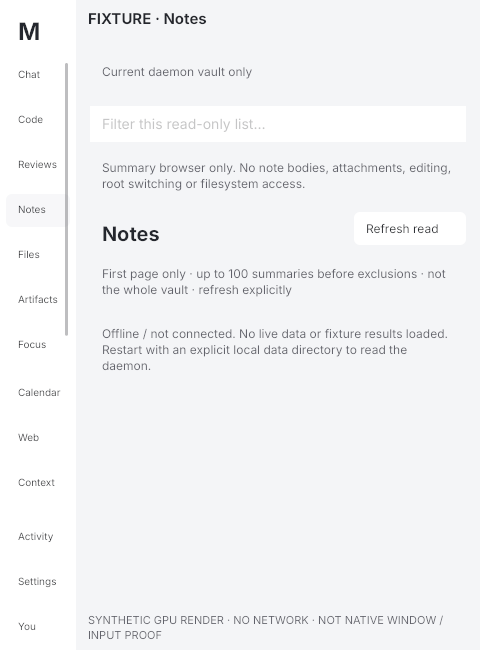 M
Chat
Code
Reviews
Notes
Files
Artifacts
Focus
Calendar
Web
Context
Activity
Settings
You
FIXTURE · Notes
Current daemon vault only
Filter this read-only list...
Summary browser only. No note bodies, attachments, editing,
root switching or filesystem access.
Notes
Refresh read
First page only · up to 100 summaries before exclusions · not
the whole vault · refresh explicitly
Offline / not connected. No live data or fixture results loaded.
Restart with an explicit local data directory to read the
daemon.
SYNTHETIC GPU RENDER · NO NETWORK · NOT NATIVE WINDOW /
INPUT PROOF